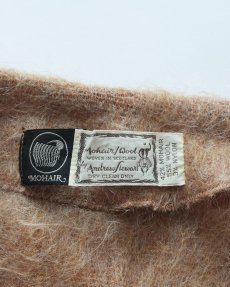 MOHAIR
Mohair/Wool
WOVEN IN SCOTLAND
Andrew Stewart
DRY CLEAN ONLY
42% MOHAIR
55% WOOL
3% NYLON